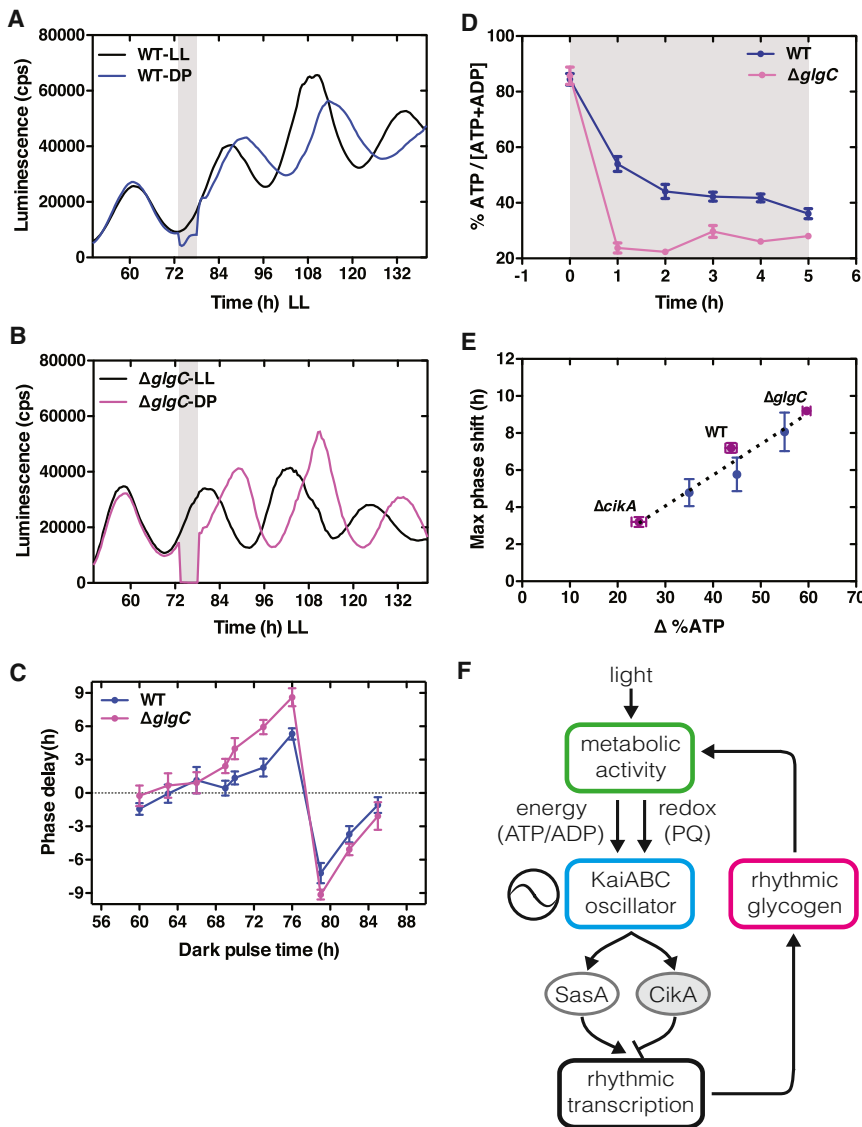 A
80000
60000
40000
20000
0
Luminescence (cps)
WT-LL
WT-DP
60 72 84 96 108 120 132
Time (h) LL
B
80000
60000
40000
20000
0
Luminescence (cps)
ΔglgC-LL
ΔglgC-DP
60 72 84 96 108 120 132
Time (h) LL
C
9
6
3
0
-3
-6
-9
Phase delay(h)
WT
ΔglgC
56 60 64 68 72 76 80 84 88
Dark pulse time (h)
D
100
80
60
40
20
% ATP / [ATP+ADP]
WT
ΔglgC
-1 0 1 2 3 4 5 6
Time (h)
E
12
10
8
6
4
2
0
Max phase shift (h)
ΔcikA
WT
ΔglgC
0 10 20 30 40 50 60 70
Δ %ATP
F
light
metabolic
activity
energy
(ATP/ADP)
redox
(PQ)
KaiABC
oscillator
rhythmic
glycogen
SasA
CikA
rhythmic
transcription